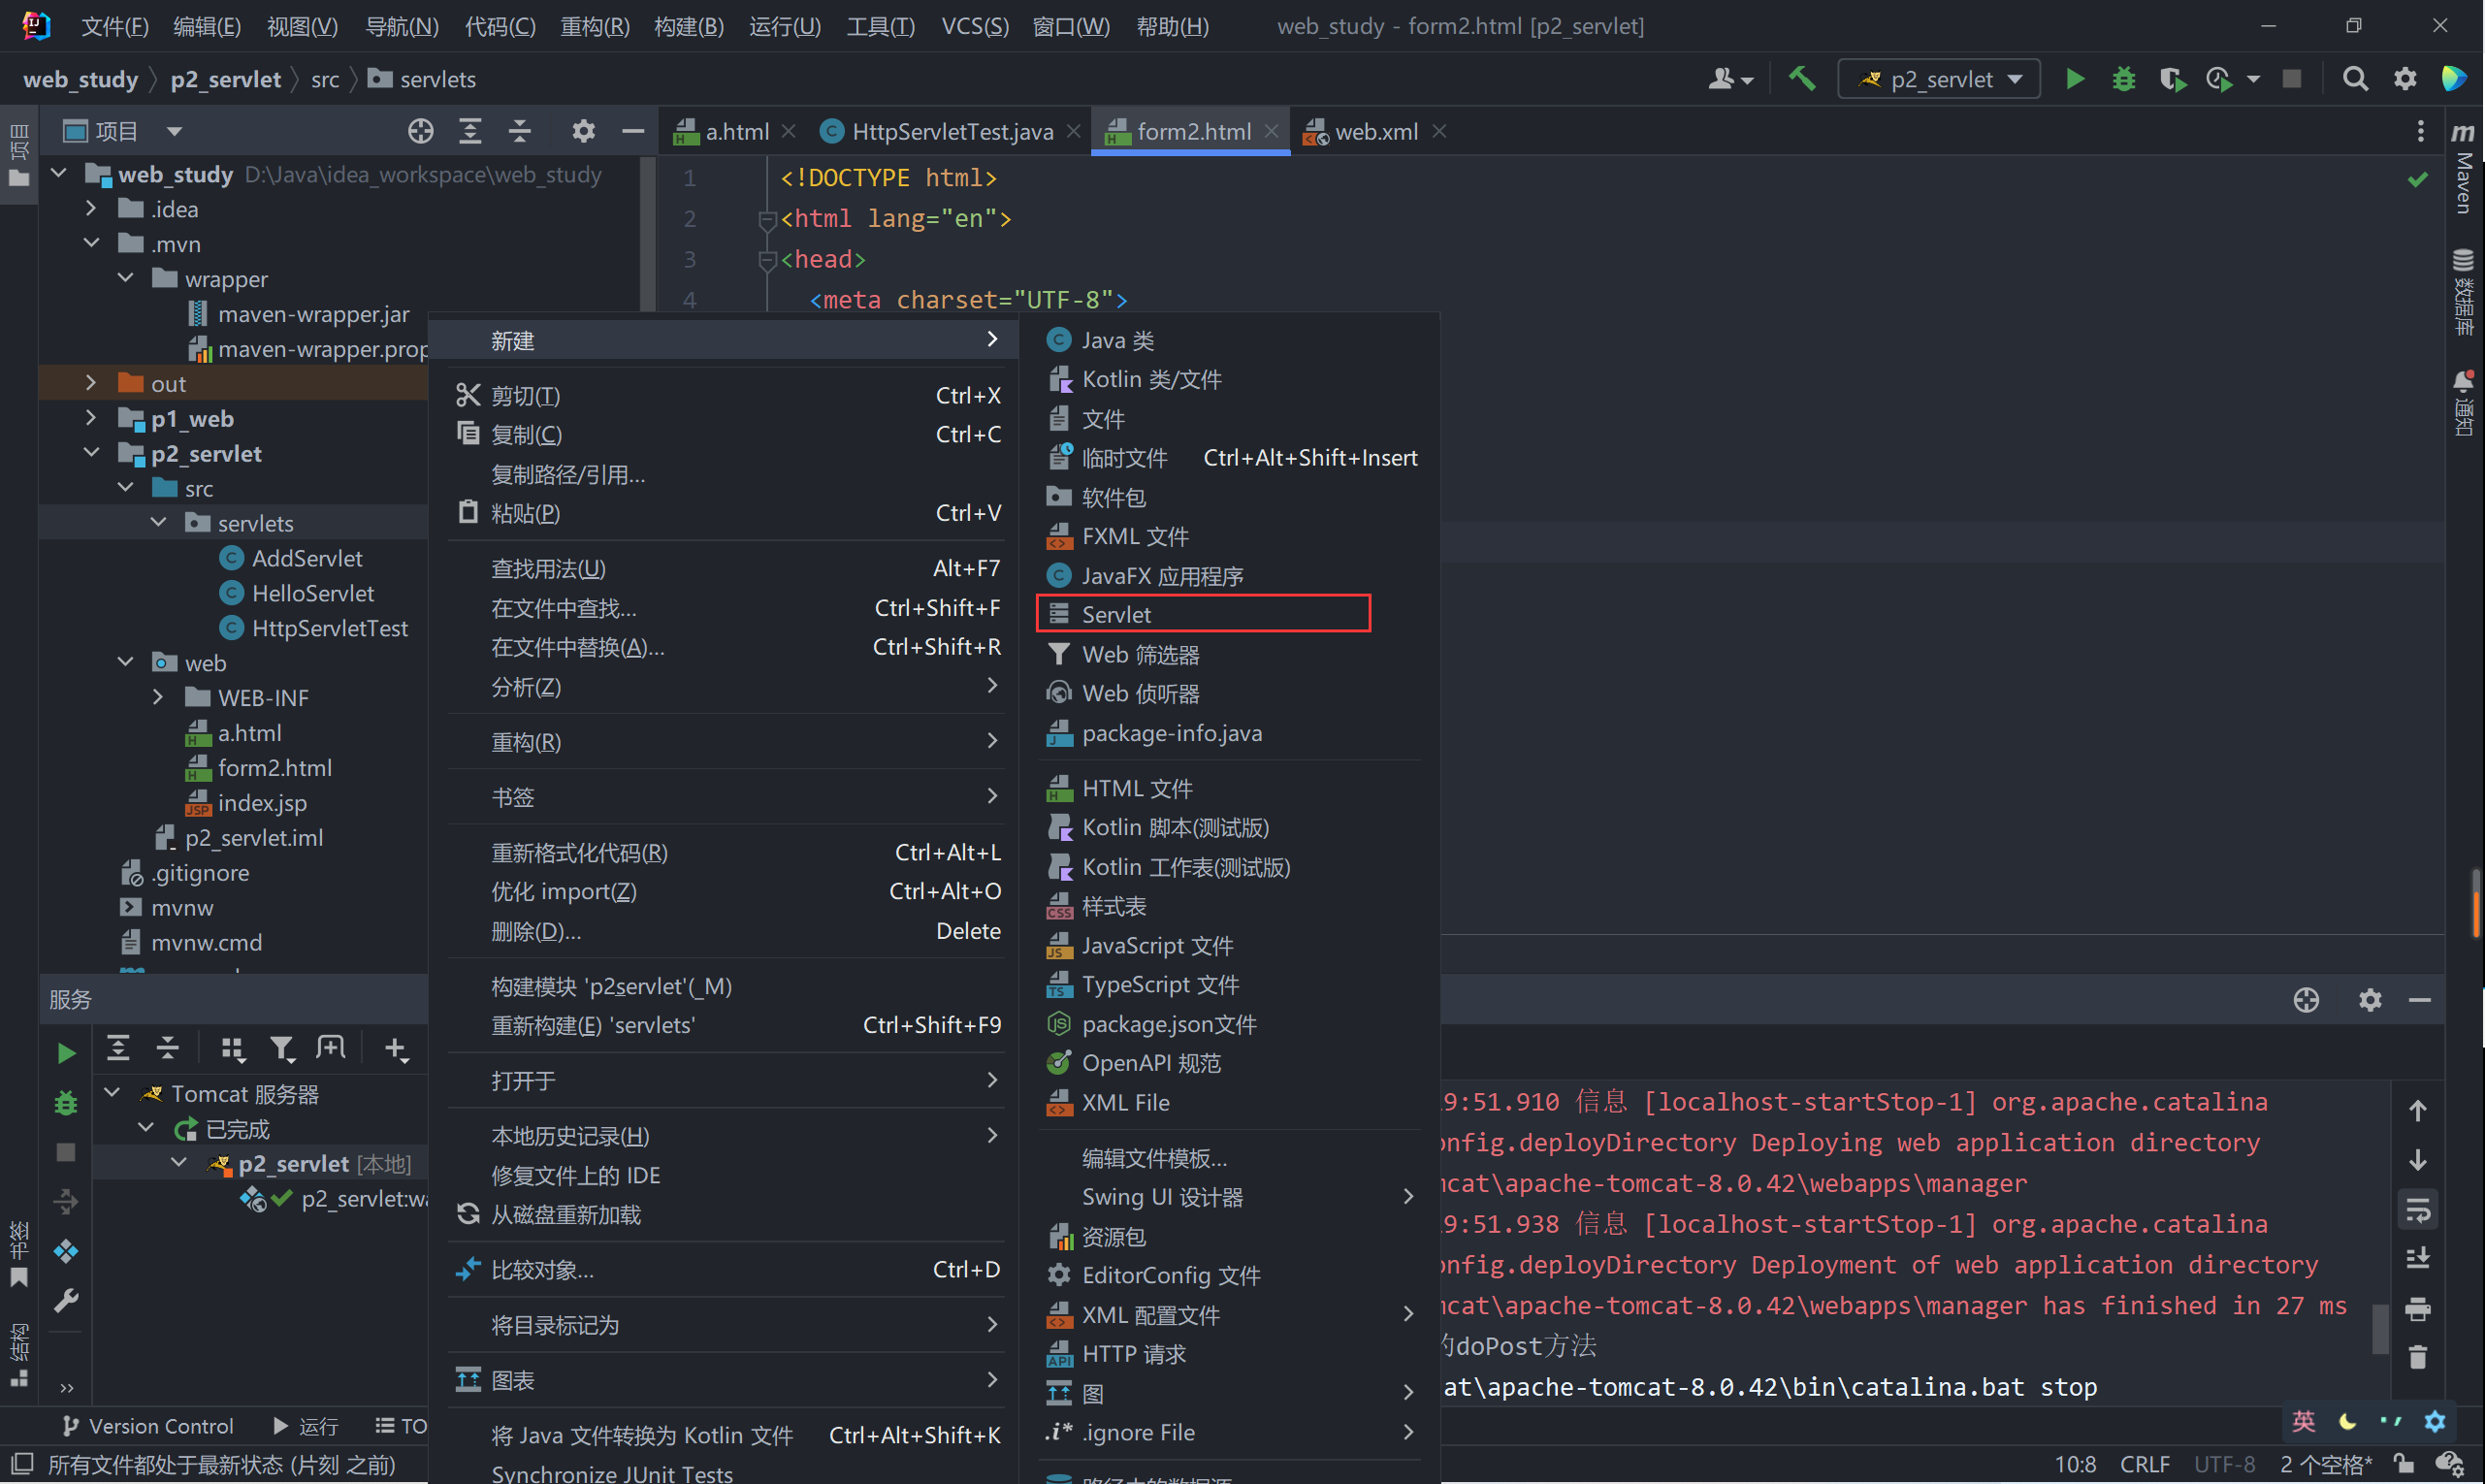 文件(F) 编辑(E) 视图(V) 导航(N) 代码(C) 重构(R) 构建(B) 运行(U) 工具(T) VCS(S) 窗口(W) 帮助(H) web_study - form2.html [p2_servlet]
web_study p2_servlet src servlets
p2_servlet
项目
a.html
HttpServletTest.java
form2.html
web.xml
项目
web_study D:\Java\idea_workspace\web_study
.idea
.mvn
wrapper
maven-wrapper.jar
maven-wrapper.prop
out
p1_web
p2_servlet
src
servlets
AddServlet
HelloServlet
HttpServletTest
web
WEB-INF
a.html
form2.html
index.jsp
p2_servlet.iml
.gitignore
mvnw
mvnw.cmd
1 <!DOCTYPE html>
2 <html lang="en">
3 <head>
4 <meta charset="UTF-8">
新建
剪切(T) Ctrl+X
复制(C) Ctrl+C
复制路径/引用...
粘贴(P) Ctrl+V
查找用法(U) Alt+F7
在文件中查找... Ctrl+Shift+F
在文件中替换(A)... Ctrl+Shift+R
分析(Z)
重构(R)
书签
重新格式化代码(R) Ctrl+Alt+L
优化 import(Z) Ctrl+Alt+O
删除(D)... Delete
构建模块 'p2servlet'(_M)
重新构建(E) 'servlets' Ctrl+Shift+F9
打开于
本地历史记录(H)
修复文件上的 IDE
从磁盘重新加载
比较对象... Ctrl+D
将目录标记为
图表
将 Java 文件转换为 Kotlin 文件 Ctrl+Alt+Shift+K
Synchronize JUnit Tests
Java 类
Kotlin 类/文件
文件
临时文件 Ctrl+Alt+Shift+Insert
软件包
FXML 文件
JavaFX 应用程序
Servlet
Web 筛选器
Web 侦听器
package-info.java
HTML 文件
Kotlin 脚本(测试版)
Kotlin 工作表(测试版)
样式表
JavaScript 文件
TypeScript 文件
package.json文件
OpenAPI 规范
XML File
编辑文件模板...
Swing UI 设计器
资源包
EditorConfig 文件
XML 配置文件
HTTP 请求
图
.ignore File
路径中的数据源
Maven
数据库
通知
服务
Tomcat 服务器
已完成
p2_servlet [本地]
p2_servlet:wa
书签
结构
9:51.910 信息 [localhost-startStop-1] org.apache.catalina
onfig.deployDirectory Deploying web application directory
cat\apache-tomcat-8.0.42\webapps\manager
9:51.938 信息 [localhost-startStop-1] org.apache.catalina
onfig.deployDirectory Deployment of web application directory
cat\apache-tomcat-8.0.42\webapps\manager has finished in 27 ms
的doPost方法
at\apache-tomcat-8.0.42\bin\catalina.bat stop
Version Control 运行 TO
英
所有文件都处于最新状态 (片刻 之前) 10:8 CRLF UTF-8 2 个空格*